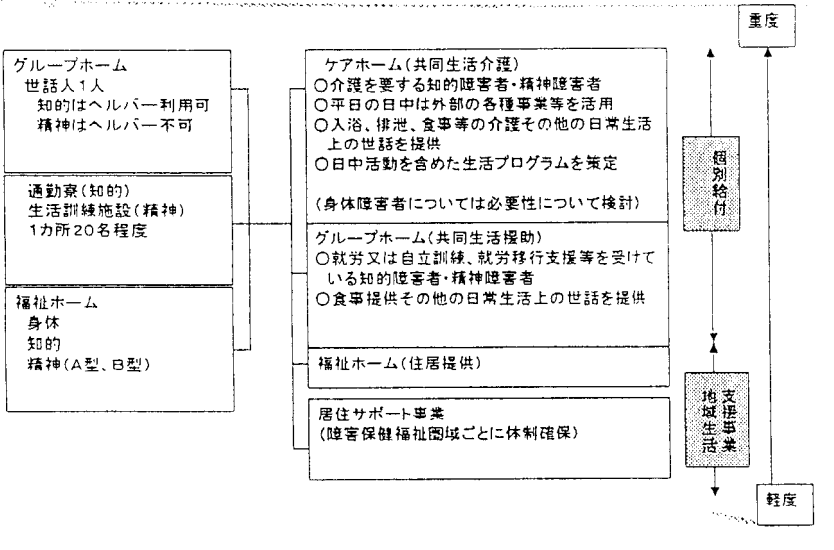 重度
グループホーム
世話人1人
知的はヘルパー利用可
精神はヘルパー不可
通勤寮(知的)
生活訓練施設(精神)
1カ所20名程度
福祉ホーム
身体
知的
精神(A型、B型)
ケアホーム(共同生活介護)
○介護を要する知的障害者・精神障害者
○平日の日中は外部の各種事業等を活用
○入浴、排泄、食事等の介護その他の日常生活
上の世話を提供
○日中活動を含めた生活プログラムを策定
(身体障害者については必要性について検討)
グループホーム(共同生活援助)
○就労又は自立訓練、就労移行支援等を受けて
いる知的障害者・精神障害者
○食事提供その他の日常生活上の世話を提供
福祉ホーム(住居提供)
居住サポート事業
(障害保健福祉圏域ごとに体制確保)
個別給付
地域生活
支援事業
軽度